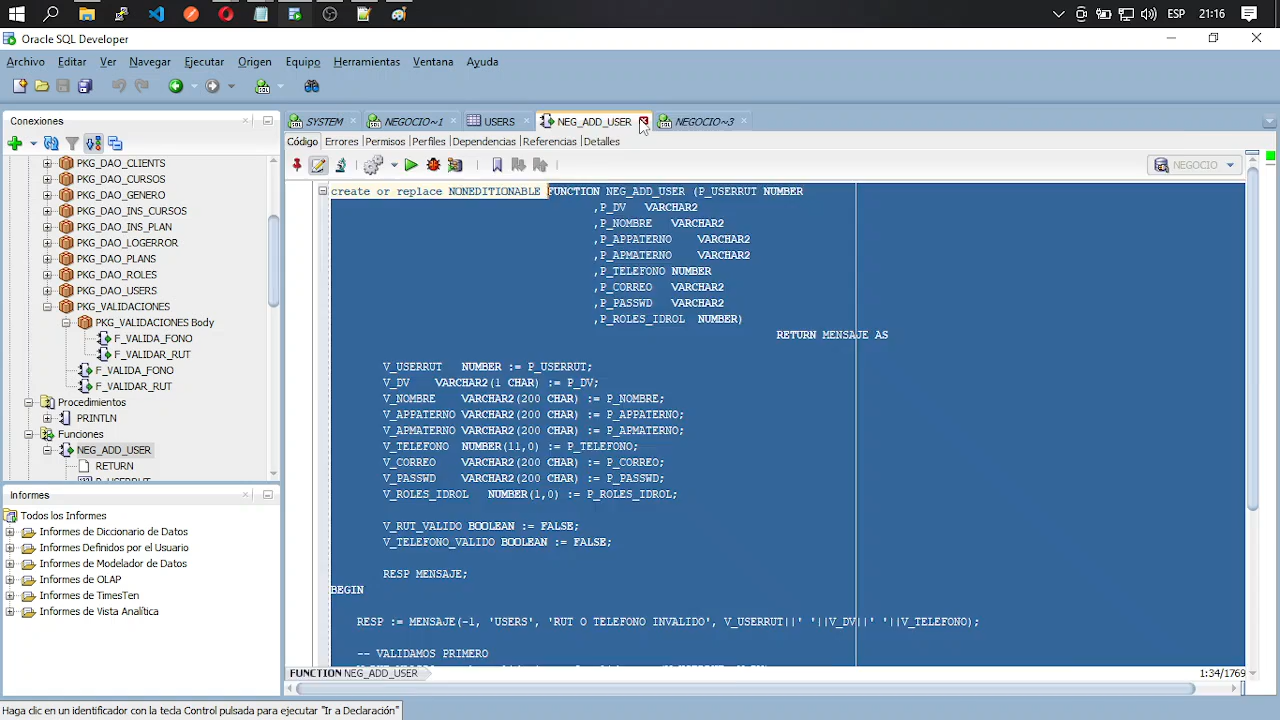 ESP 21:16
Oracle SQL Developer
Archivo Editar Ver Navegar Ejecutar Origen Equipo Herramientas Ventana Ayuda
Conexiones
SYSTEM NEGOCIO~1 USERS NEG_ADD_USER NEGOCIO~3
Código Errores Permisos Perfiles Dependencias Referencias Detalles
NEGOCIO
PKG_DAO_CLIENTS
PKG_DAO_CURSOS
PKG_DAO_GENERO
PKG_DAO_INS_CURSOS
PKG_DAO_INS_PLAN
PKG_DAO_LOGERROR
PKG_DAO_PLANS
PKG_DAO_ROLES
PKG_DAO_USERS
PKG_VALIDACIONES
PKG_VALIDACIONES Body
F_VALIDA_FONO
F_VALIDAR_RUT
F_VALIDA_FONO
F_VALIDAR_RUT
Procedimientos
PRINTLN
Funciones
NEG_ADD_USER
RETURN
Informes
Todos los Informes
Informes de Diccionario de Datos
Informes Definidos por el Usuario
Informes de Modelador de Datos
Informes de OLAP
Informes de TimesTen
Informes de Vista Analítica
create or replace NONEDITIONABLE FUNCTION NEG_ADD_USER (P_USERRUT NUMBER
,P_DV VARCHAR2
,P_NOMBRE VARCHAR2
,P_APPATERNO VARCHAR2
,P_APMATERNO VARCHAR2
,P_TELEFONO NUMBER
,P_CORREO VARCHAR2
,P_PASSWD VARCHAR2
,P_ROLES_IDROL NUMBER)
RETURN MENSAJE AS
V_USERRUT NUMBER := P_USERRUT;
V_DV VARCHAR2(1 CHAR) := P_DV;
V_NOMBRE VARCHAR2(200 CHAR) := P_NOMBRE;
V_APPATERNO VARCHAR2(200 CHAR) := P_APPATERNO;
V_APMATERNO VARCHAR2(200 CHAR) := P_APMATERNO;
V_TELEFONO NUMBER(11,0) := P_TELEFONO;
V_CORREO VARCHAR2(200 CHAR) := P_CORREO;
V_PASSWD VARCHAR2(200 CHAR) := P_PASSWD;
V_ROLES_IDROL NUMBER(1,0) := P_ROLES_IDROL;
V_RUT_VALIDO BOOLEAN := FALSE;
V_TELEFONO_VALIDO BOOLEAN := FALSE;
RESP MENSAJE;
BEGIN
RESP := MENSAJE(-1, 'USERS', 'RUT O TELEFONO INVALIDO', V_USERRUT||' '||V_DV||' '||V_TELEFONO);
-- VALIDAMOS PRIMERO
FUNCTION NEG_ADD_USER
1:34/1769
Haga clic en un identificador con la tecla Control pulsada para ejecutar "Ir a Declaración"